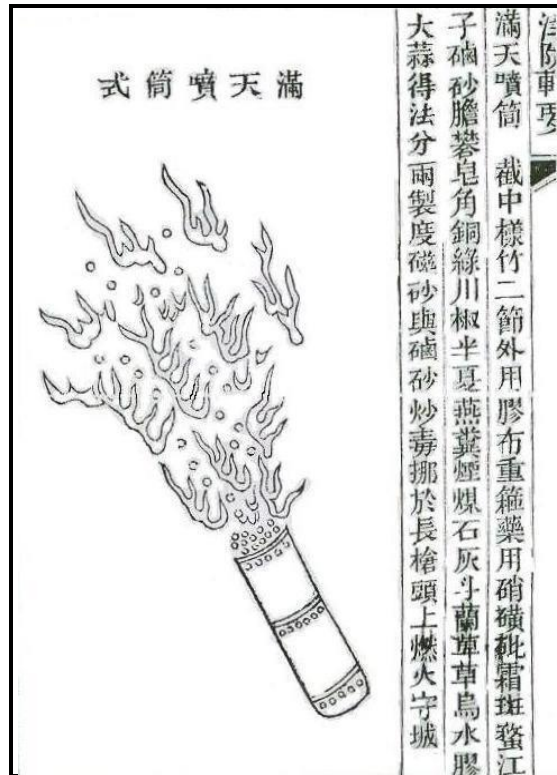 洋防輯要
滿天噴筒　截中樣竹二節外用膠布重箍藥用硝磺砒霜斑蝥江
子磠砂膽礬皂角銅綠川椒半夏燕糞煙煤石灰斗蘭草草烏水膠
大蒜得法分兩製度磁砂與磠砂炒毒挪於長槍頭上燃火守城
滿天噴筒式